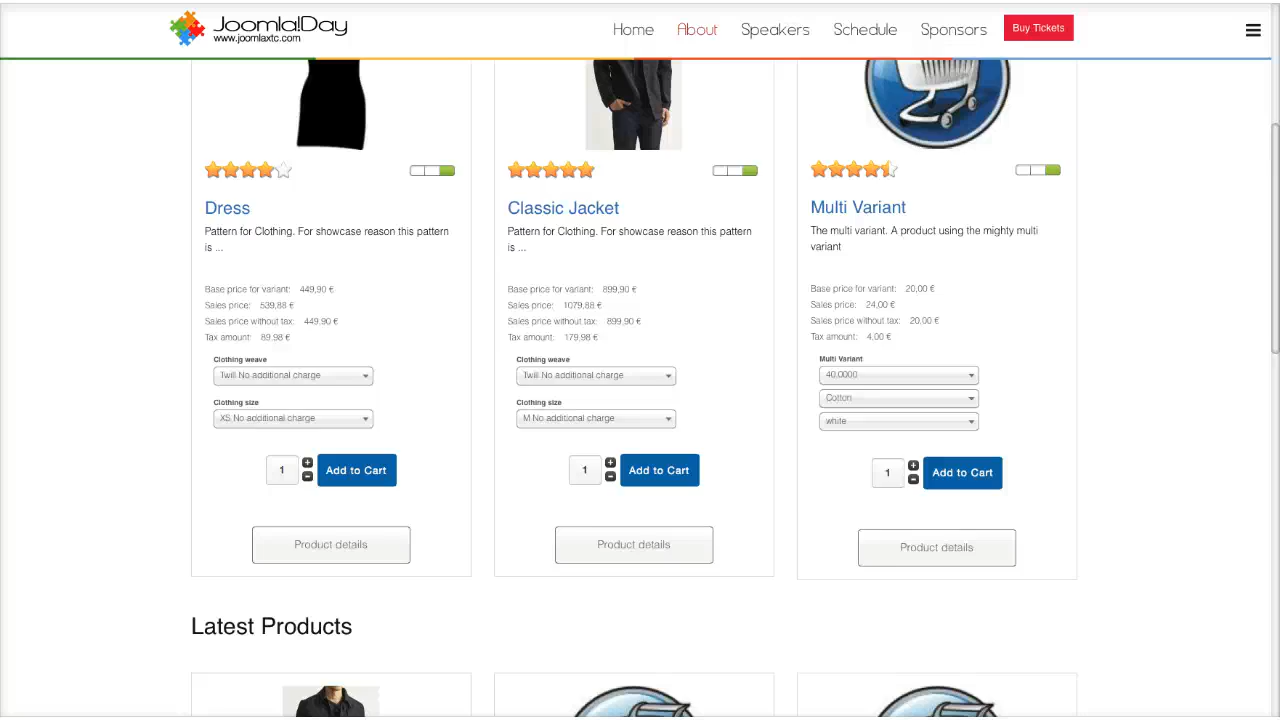 Joomla!Day
www.joomlaxtc.com
Home About Speakers Schedule Sponsors Buy Tickets
Dress
Pattern for Clothing. For showcase reason this pattern
is ...
Base price for variant: 449,90 €
Sales price: 539,88 €
Sales price without tax: 449,90 €
Tax amount: 89,98 €
Clothing weave
Twill No additional charge
Clothing size
XS No additional charge
1 Add to Cart
Product details
Classic Jacket
Pattern for Clothing. For showcase reason this pattern
is ...
Base price for variant: 899,90 €
Sales price: 1079,88 €
Sales price without tax: 899,90 €
Tax amount: 179,98 €
Clothing weave
Twill No additional charge
Clothing size
M No additional charge
1 Add to Cart
Product details
Multi Variant
The multi variant. A product using the mighty multi
variant
Base price for variant: 20,00 €
Sales price: 24,00 €
Sales price without tax: 20,00 €
Tax amount: 4,00 €
Multi Variant
40.0000
Cotton
white
1 Add to Cart
Product details
Latest Products